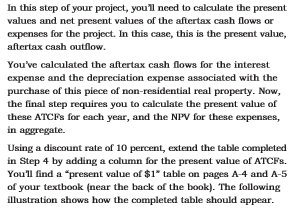 In this step of your project, you'll need to calculate the present
values and net present values of the aftertax cash flows or
expenses for the project. In this case, this is the present value,
aftertax cash outflow.
You've calculated the aftertax cash flows for the interest
expense and the depreciation expense associated with the
purchase of this piece of non-residential real property. Now,
the final step requires you to calculate the present value of
these ATCFs for each year, and the NPV for these expenses,
in aggregate.
Using a discount rate of 10 percent, extend the table completed
in Step 4 by adding a column for the present value of ATCFs.
You'll find a "present value of $1" table on pages A-4 and A-5
of your textbook (near the back of the book). The following
illustration shows how the completed table should appear.